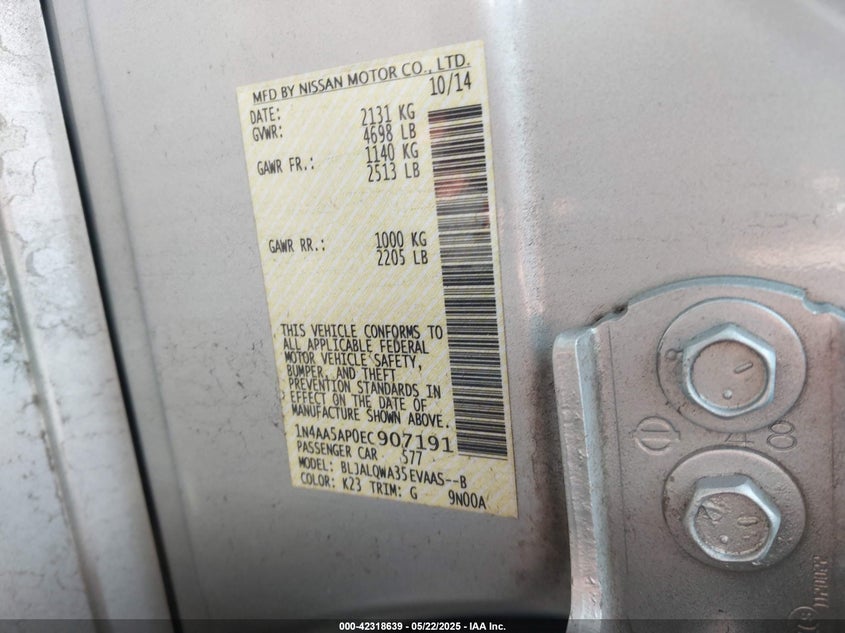 MFD BY NISSAN MOTOR CO., LTD.
DATE: 10/14
GVWR: 2131 KG
4698 LB
GAWR FR.: 1140 KG
2513 LB
GAWR RR.: 1000 KG
2205 LB
THIS VEHICLE CONFORMS TO
ALL APPLICABLE FEDERAL
MOTOR VEHICLE SAFETY,
BUMPER, AND THEFT
PREVENTION STANDARDS IN
EFFECT ON THE DATE OF
MANUFACTURE SHOWN ABOVE.
1N4AA5AP0EC907191
PASSENGER CAR 577
MODEL: BLJALQWA35EVAAS--B
COLOR: K23 TRIM: G 9N00A
48
000-42318639 - 05/22/2025 - IAA Inc.